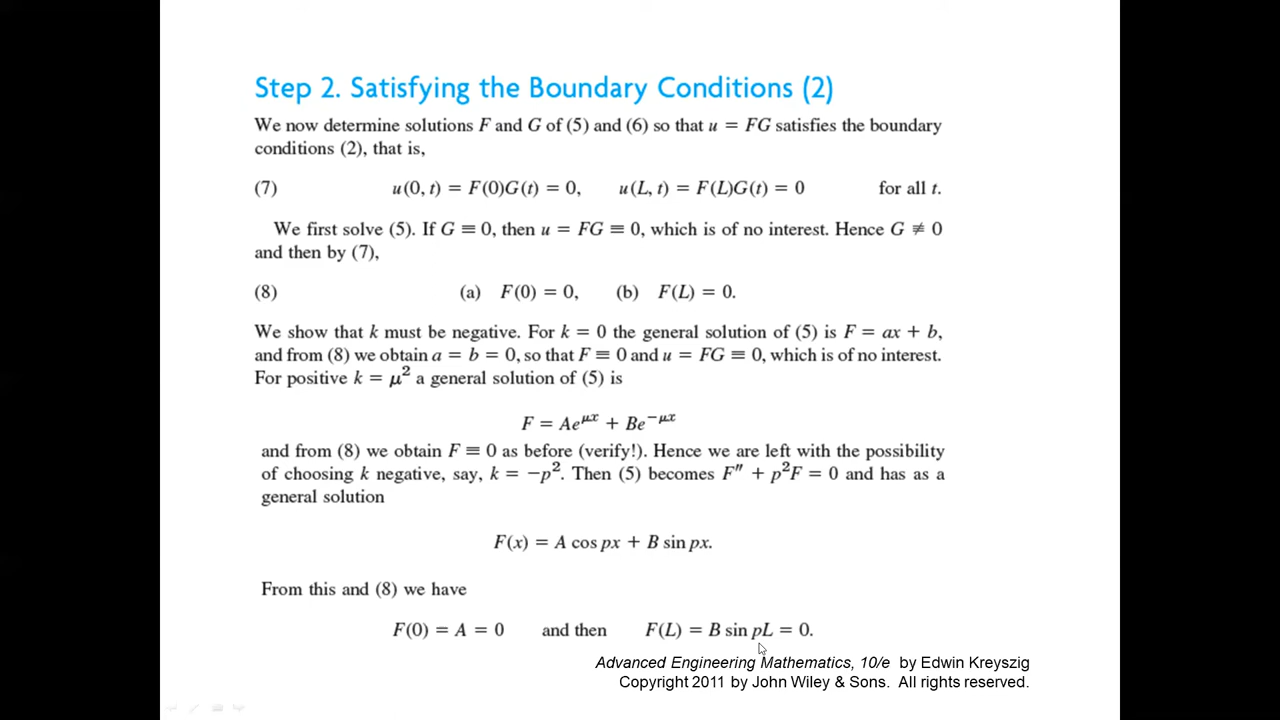 Step 2. Satisfying the Boundary Conditions (2)
We now determine solutions F and G of (5) and (6) so that u = FG satisfies the boundary
conditions (2), that is,
(7) u(0, t) = F(0)G(t) = 0, u(L, t) = F(L)G(t) = 0 for all t.
We first solve (5). If G ≡ 0, then u = FG ≡ 0, which is of no interest. Hence G ≢ 0
and then by (7),
(8) (a) F(0) = 0, (b) F(L) = 0.
We show that k must be negative. For k = 0 the general solution of (5) is F = ax + b,
and from (8) we obtain a = b = 0, so that F ≡ 0 and u = FG ≡ 0, which is of no interest.
For positive k = μ² a general solution of (5) is
F = Ae^{μx} + Be^{−μx}
and from (8) we obtain F ≡ 0 as before (verify!). Hence we are left with the possibility
of choosing k negative, say, k = −p². Then (5) becomes F″ + p²F = 0 and has as a
general solution
F(x) = A cos px + B sin px.
From this and (8) we have
F(0) = A = 0 and then F(L) = B sin pL = 0.
Advanced Engineering Mathematics, 10/e by Edwin Kreyszig
Copyright 2011 by John Wiley & Sons. All rights reserved.